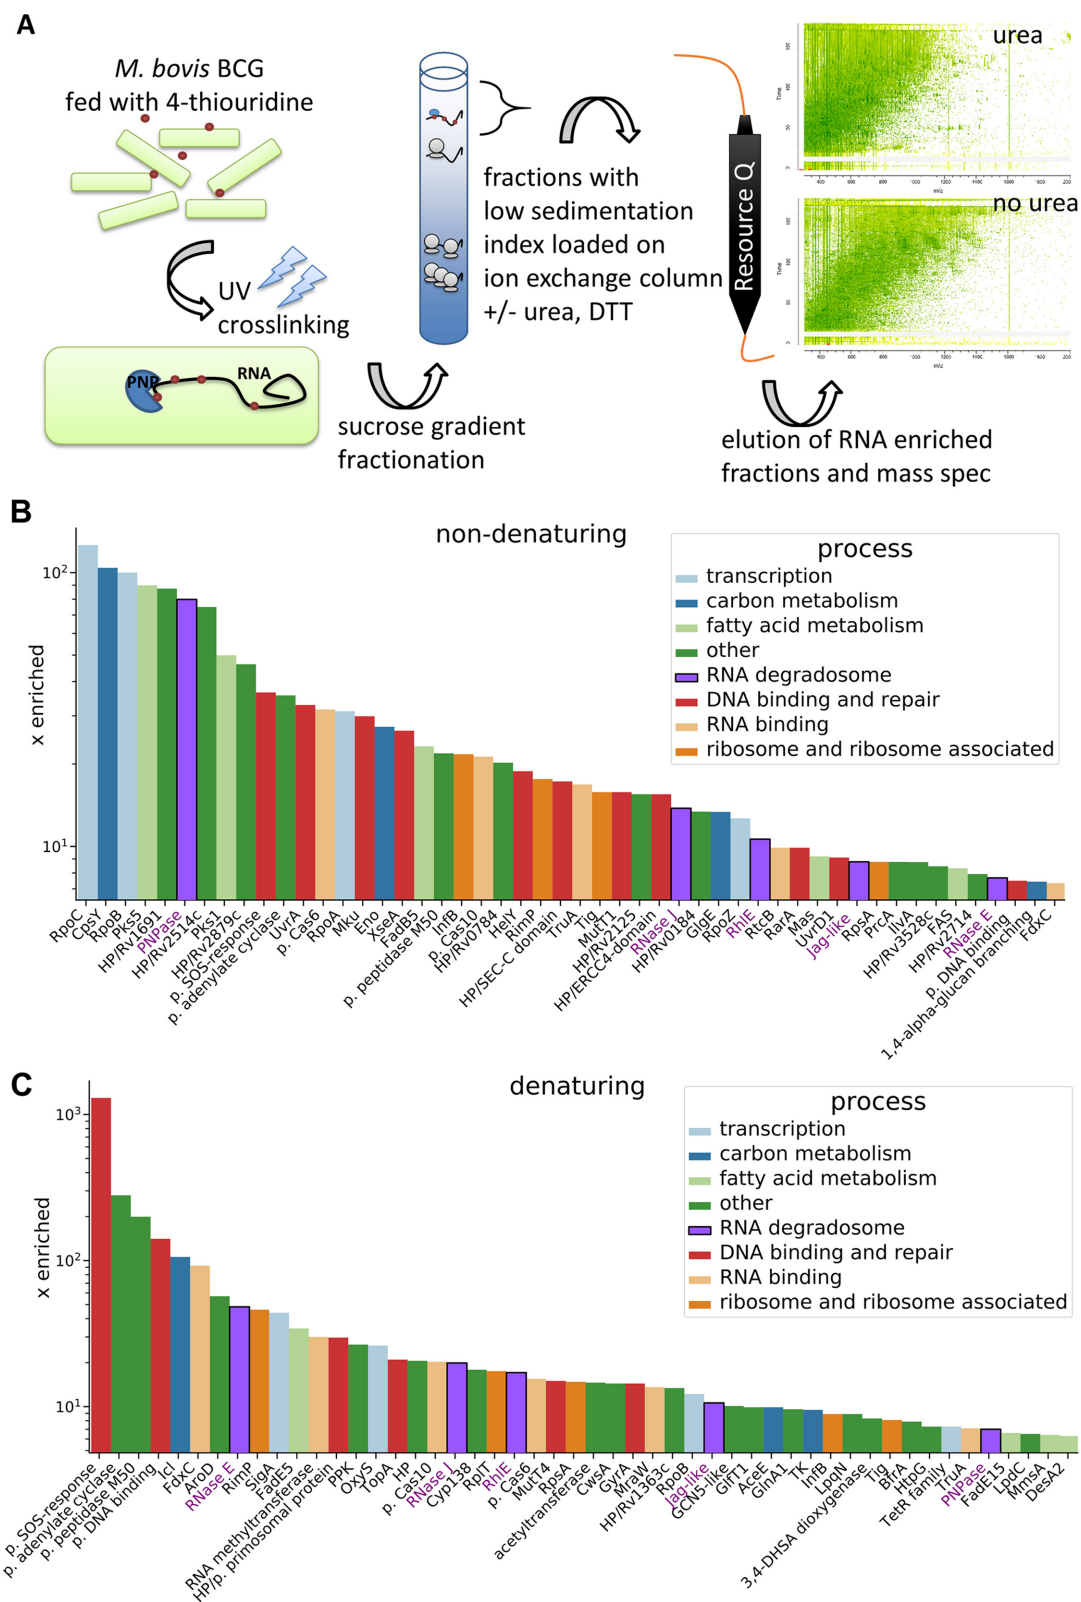 A
M. bovis BCG
fed with 4-thiouridine
UV
crosslinking
PNP
RNA
sucrose gradient
fractionation
fractions with
low sedimentation
index loaded on
ion exchange column
+/- urea, DTT
Resource Q
urea
Time
m/z
no urea
Time
m/z
elution of RNA enriched
fractions and mass spec
B
non-denaturing
x enriched
10²
10¹
process
transcription
carbon metabolism
fatty acid metabolism
other
RNA degradosome
DNA binding and repair
RNA binding
ribosome and ribosome associated
RpoC
CpsY
RpoB
Pks5
HP/Rv1891
PNPase
HP/Rv2514c
Pks1
HP/Rv2879c
p. SOS-response
p. adenylate cyclase
UvrA
p. Cas6
RpoA
Mku
Eno
XseA
FadB5
p. peptidase M50
InfB
p. Cas10
HP/Rv0784
HelY
RimP
HP/SEC-C domain
TruA
Tig
MutT1
HP/Rv2125
HP/ERCC4-domain
RNase J
HP/Rv0184
GlgE
RpoZ
RhlE
RtcB
RarA
Mas
UvrD1
Jag-like
RpsA
PrcA
IlvA
HP/Rv3528c
FAS
HP/Rv2714
RNase E
p. DNA binding
1,4-alpha-glucan branching
FdxC
C
denaturing
x enriched
10³
10²
10¹
process
transcription
carbon metabolism
fatty acid metabolism
other
RNA degradosome
DNA binding and repair
RNA binding
ribosome and ribosome associated
p. SOS-response
p. adenylate cyclase
p. peptidase M50
p. DNA binding
Icl
FdxC
AroD
RNase E
RimP
SigA
FadE5
RNA methyltransferase
HP/p. primosomal protein
PPK
OxyS
TopA
HP
p. Cas10
RNase J
Cyp138
RplT
RhlE
p. Cas6
MutT4
RpsA
acetyltransferase
CwsA
GyrA
MraW
HP/Rv1363c
RpoB
Jag-like
GCN5-like
GlfT1
AceE
GlnA1
TK
InfB
LpqN
3,4-DHSA dioxygenase
Tig
BfrA
HtpG
TetR family
TruA
PNPase
FadE15
LpdC
MmsA
DesA2